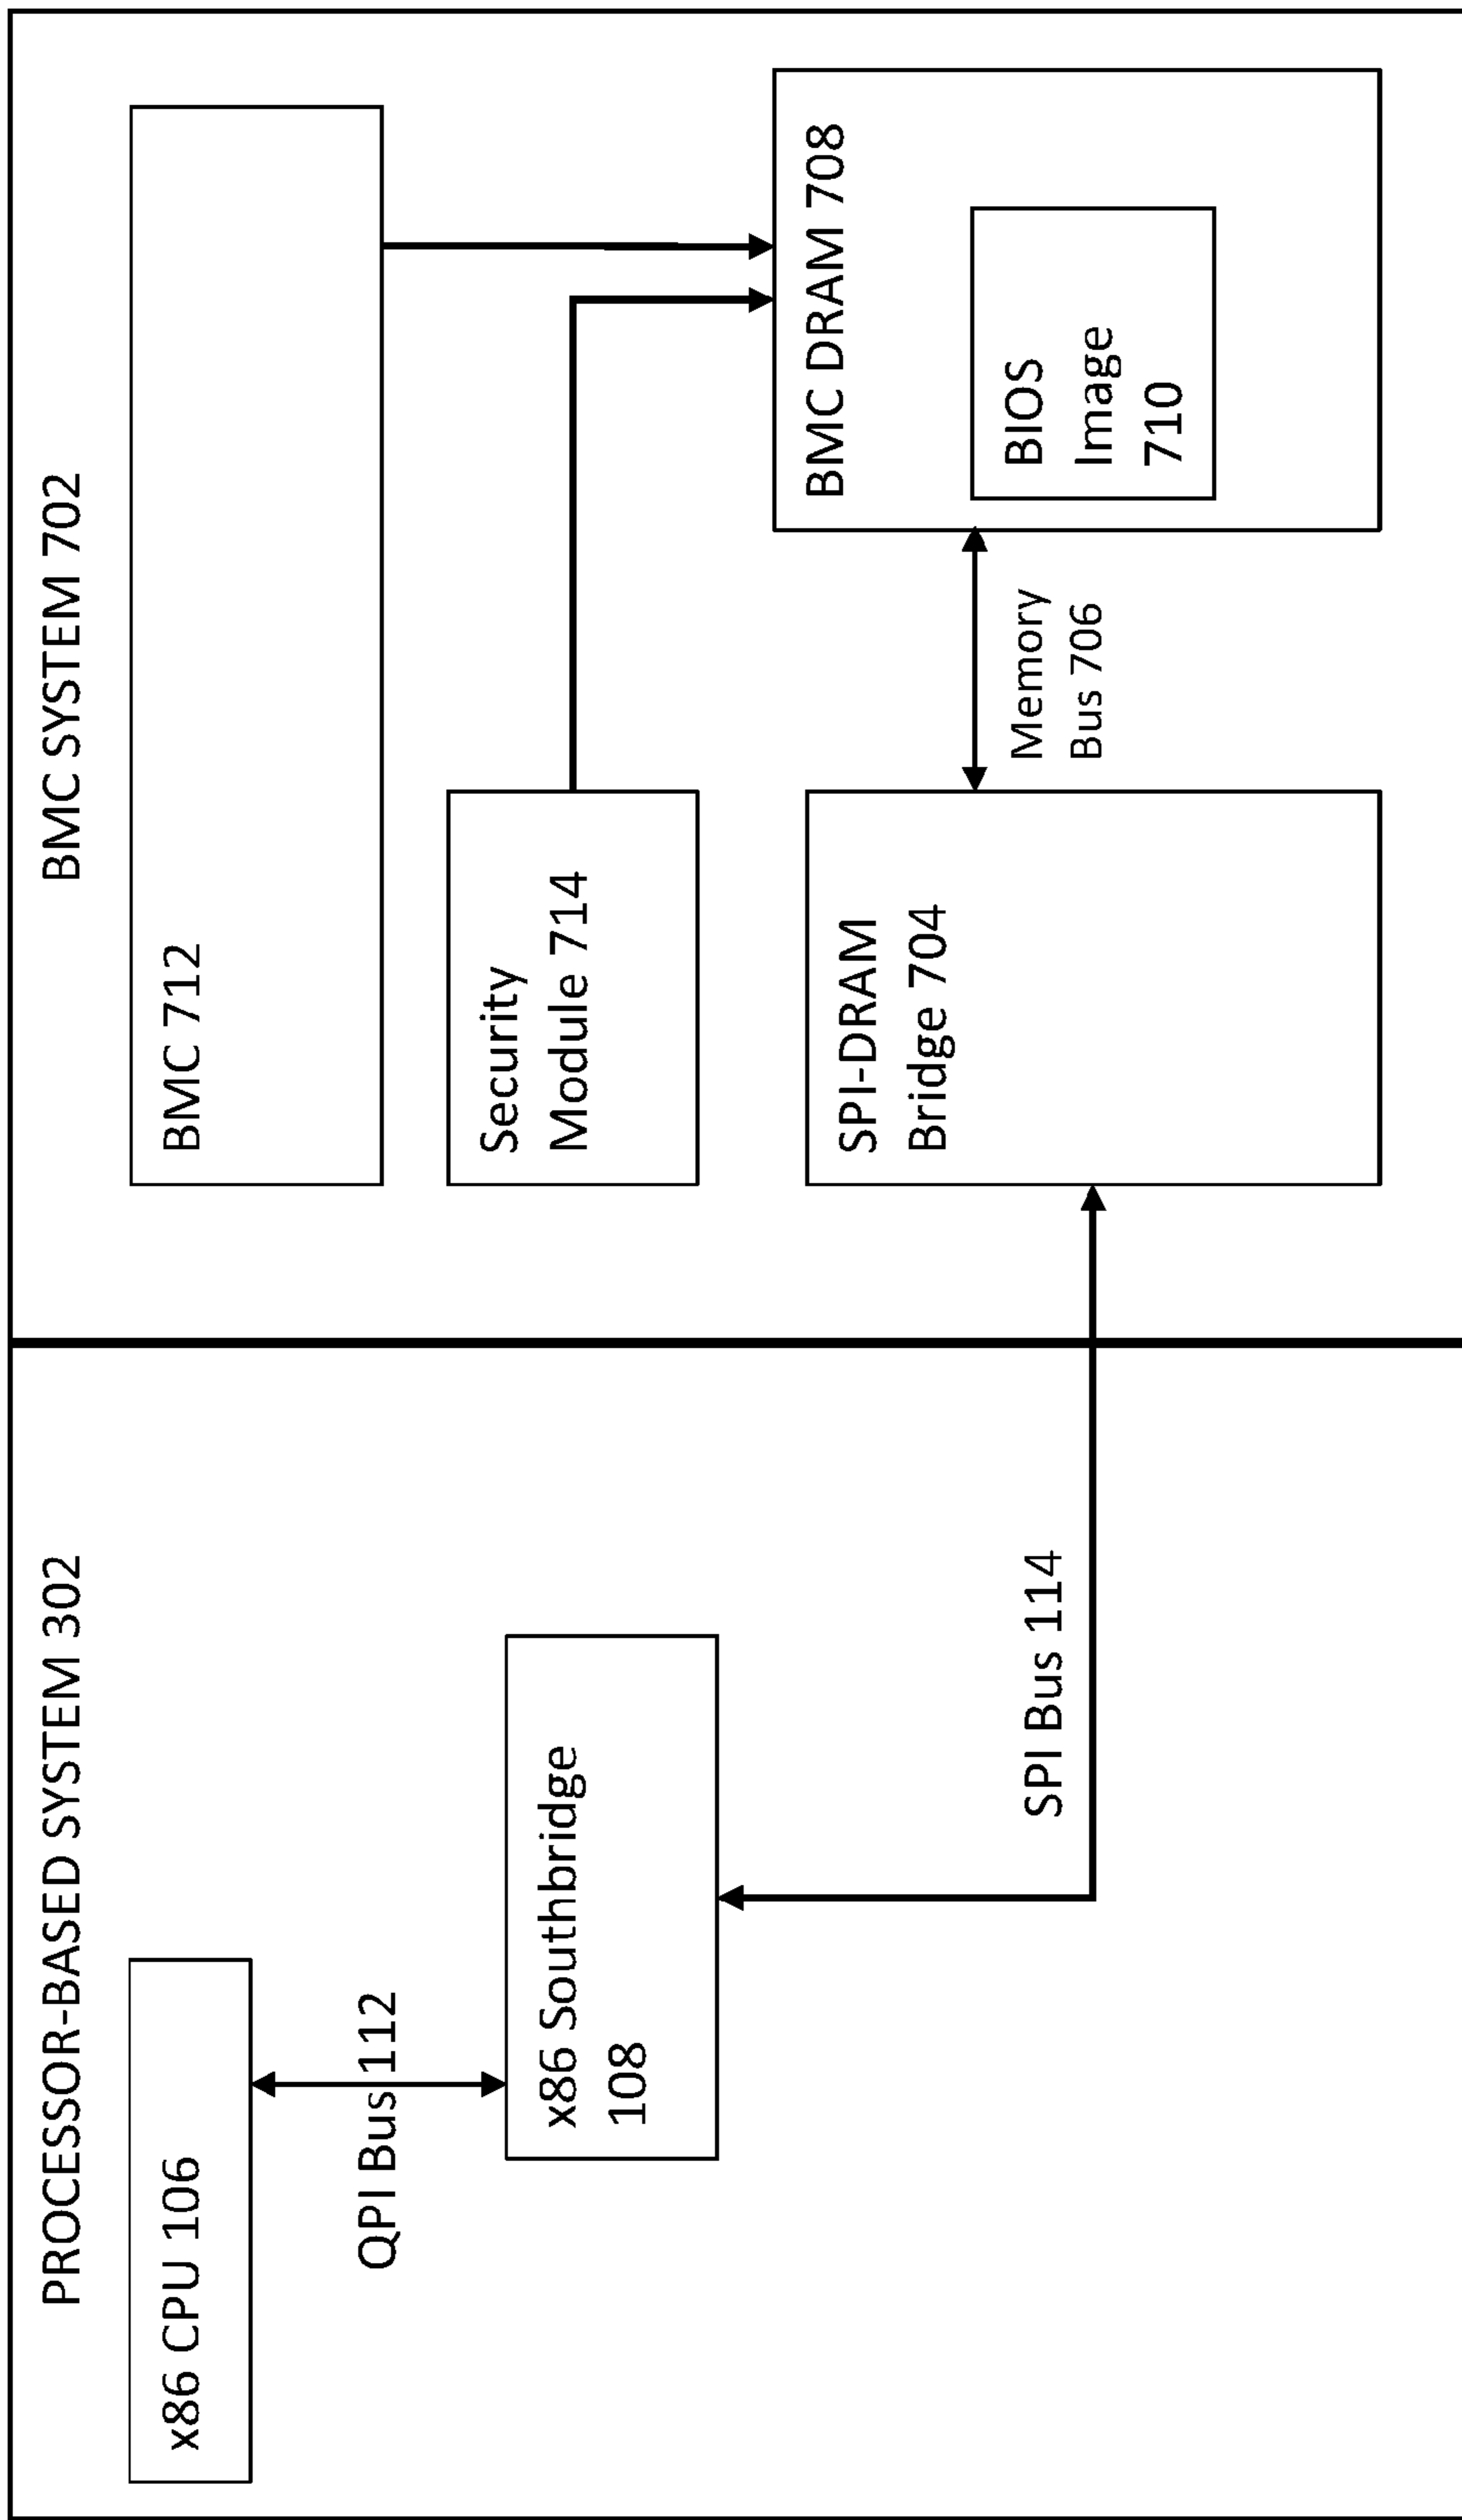 PROCESSOR-BASED SYSTEM 302
x86 CPU 106
QPI Bus 112
x86 Southbridge
108
SPI Bus 114
BMC SYSTEM 702
BMC 712
Security
Module 714
SPI-DRAM
Bridge 704
Memory
Bus 706
BMC DRAM 708
BIOS
Image
710